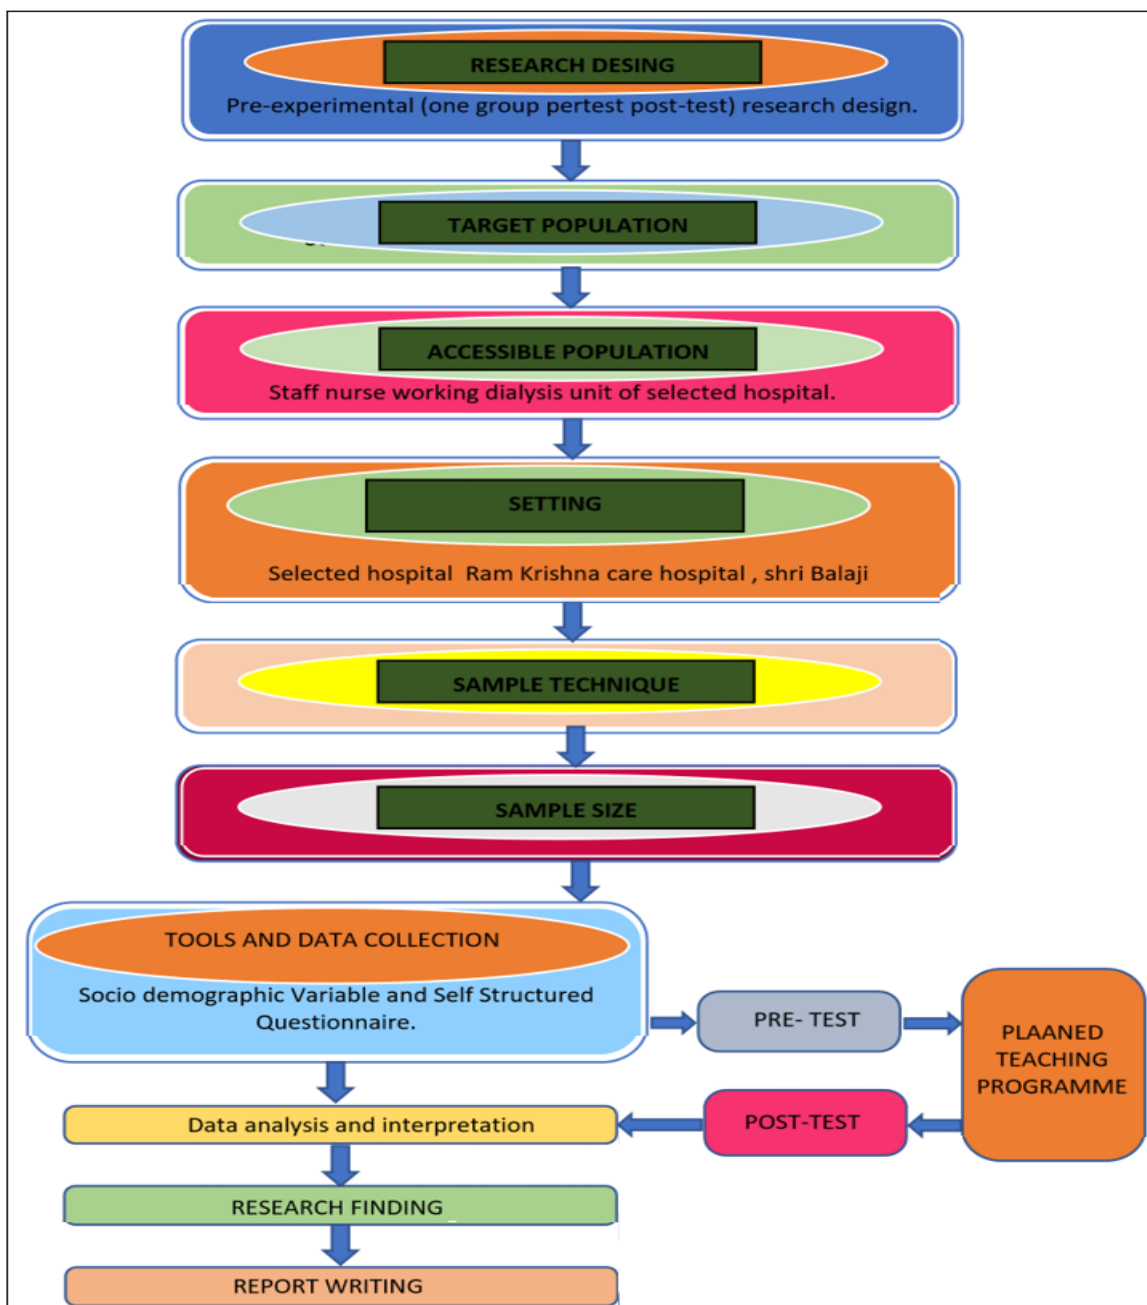 RESEARCH DESING
Pre-experimental (one group pertest post-test) research design.
TARGET POPULATION
ACCESSIBLE POPULATION
Staff nurse working dialysis unit of selected hospital.
SETTING
Selected hospital Ram Krishna care hospital , shri Balaji
SAMPLE TECHNIQUE
SAMPLE SIZE
TOOLS AND DATA COLLECTION
Socio demographic Variable and Self Structured
Questionnaire.
PRE- TEST
PLAANED
TEACHING
PROGRAMME
POST-TEST
Data analysis and interpretation
RESEARCH FINDING
REPORT WRITING